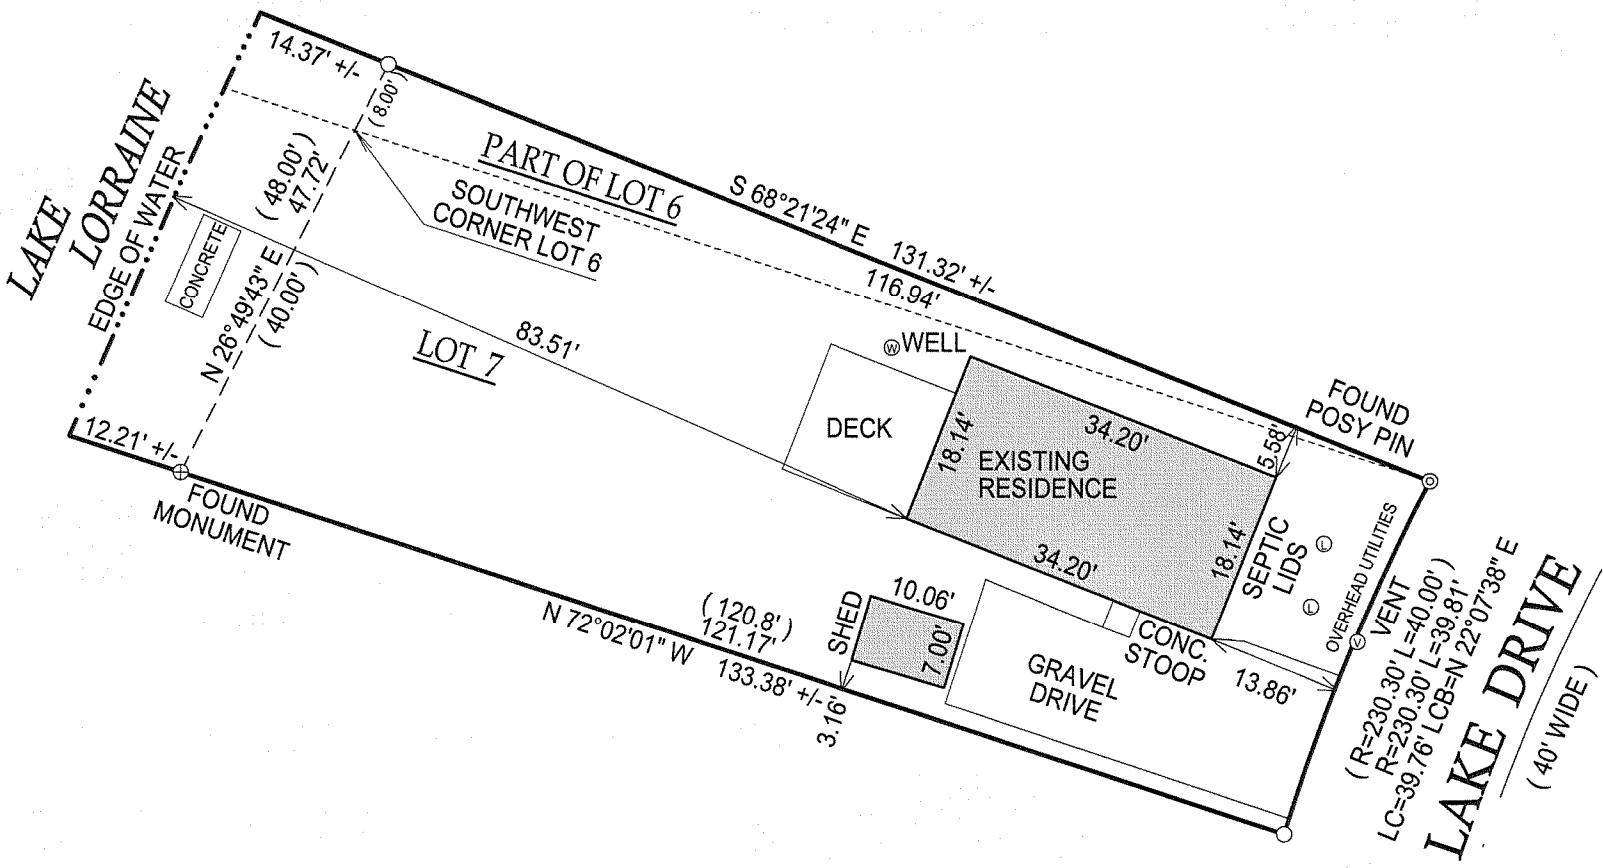 14.37' +/-
( 8.00' )
LAKE
LORRAINE
EDGE OF WATER
CONCRETE
( 48.00' )
47.72'
N 26°49'43" E
( 40.00' )
PART OF LOT 6
SOUTHWEST
CORNER LOT 6
S 68°21'24" E
131.32' +/-
116.94'
83.51'
LOT 7
12.21' +/-
FOUND
MONUMENT
W
WELL
DECK
18.14'
34.20'
5.58'
EXISTING
RESIDENCE
34.20'
18.14'
FOUND
POSY PIN
SEPTIC
LIDS
L
L
OVERHEAD UTILITIES
V
VENT
SHED
10.06'
7.00'
CONC.
STOOP
GRAVEL
DRIVE
13.86'
N 72°02'01" W
( 120.8' )
121.17'
133.38' +/-
3.16'
( R=230.30' L=40.00' )
R=230.30' L=39.81'
LC=39.76' LCB=N 22°07'38" E
LAKE DRIVE
( 40' WIDE )